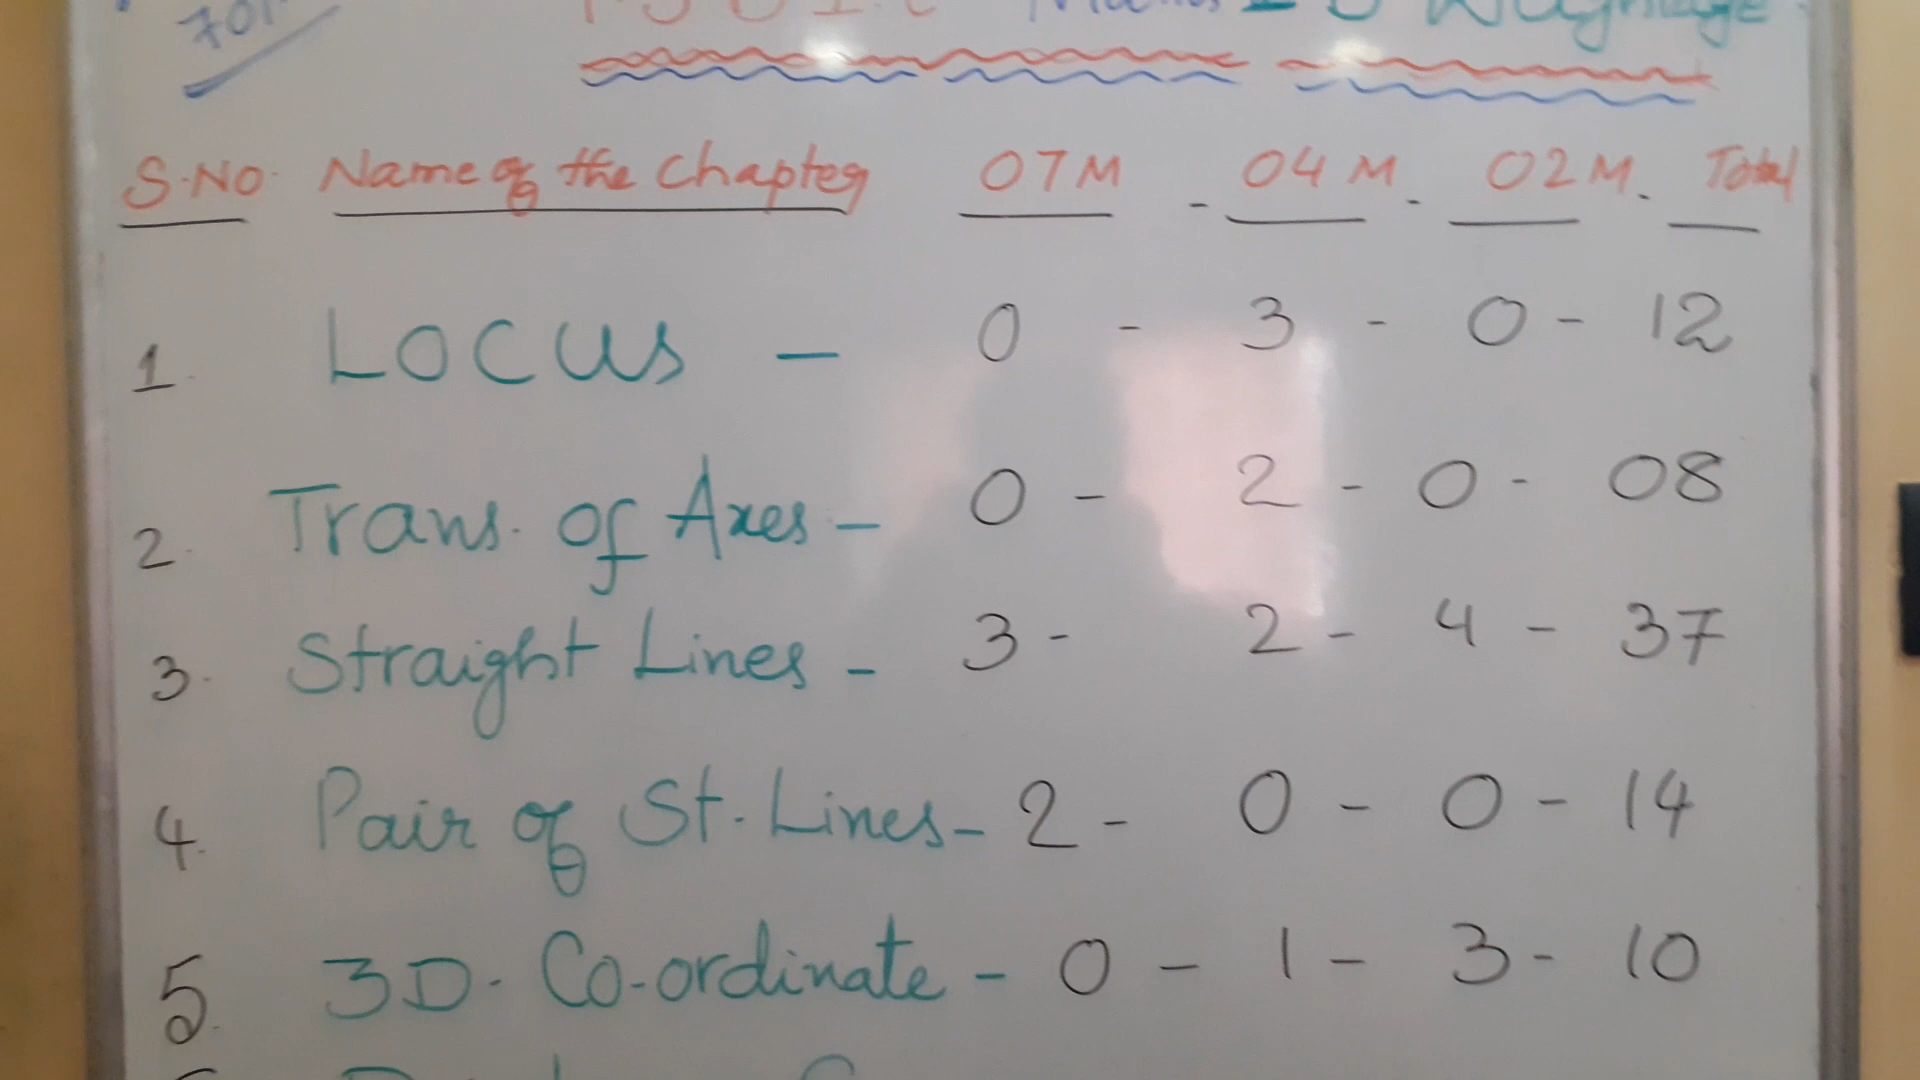 S.NO. Name of the Chapter 07M - 04 M - 02M. Total
1. LOCUS - 0 - 3 - 0 - 12
2. Trans. of Axes - 0 - 2 - 0 - 08
3. Straight Lines - 3 - 2 - 4 - 37
4. Pair of St. Lines - 2 - 0 - 0 - 14
5. 3D. Co-ordinate - 0 - 1 - 3 - 10